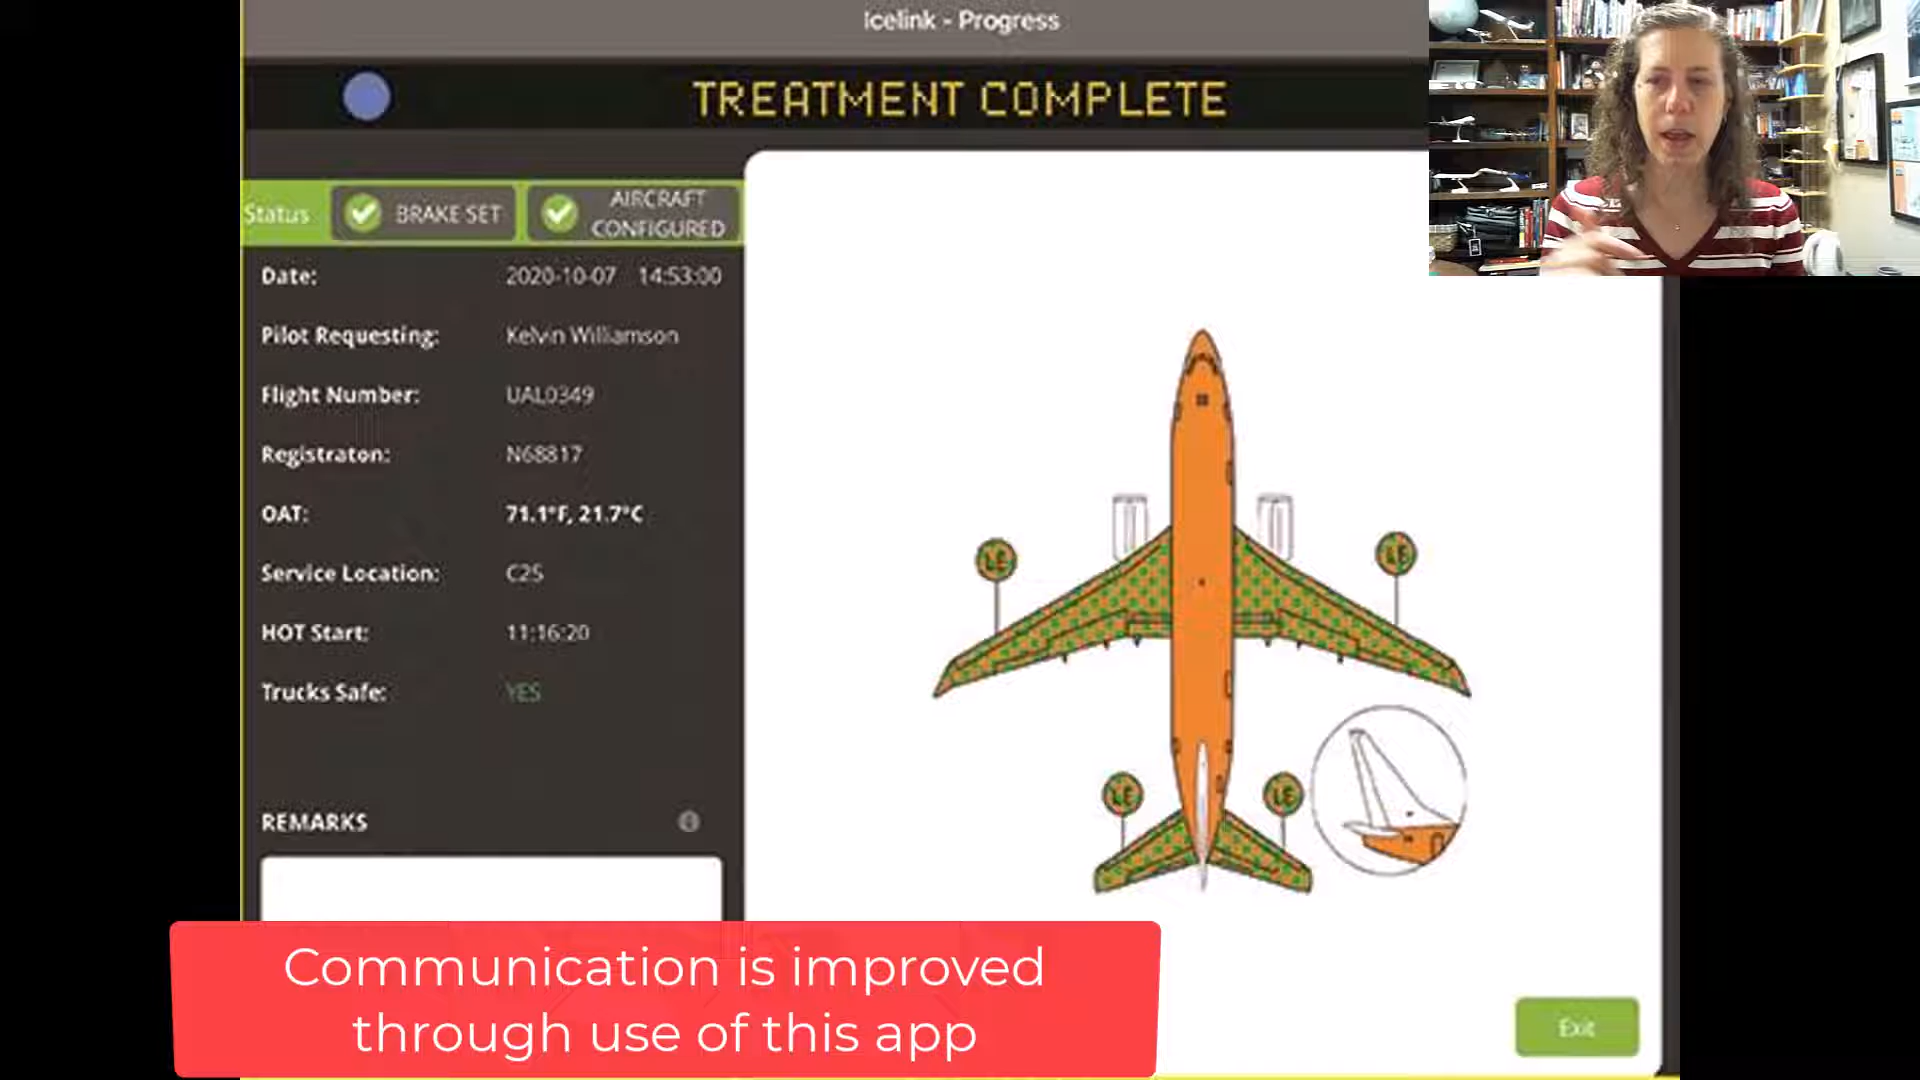 icelink - Progress
TREATMENT COMPLETE
Status
BRAKE SET
AIRCRAFT
CONFIGURED
Date: 2020-10-07 14:53:00
Pilot Requesting: Kelvin Williamson
Flight Number: UAL0349
Registraton: N68817
OAT: 71.1°F, 21.7°C
Service Location: C25
HOT Start: 11:16:20
Trucks Safe: YES
REMARKS
LE
LE
LE
LE
Communication is improved
through use of this app
Exit